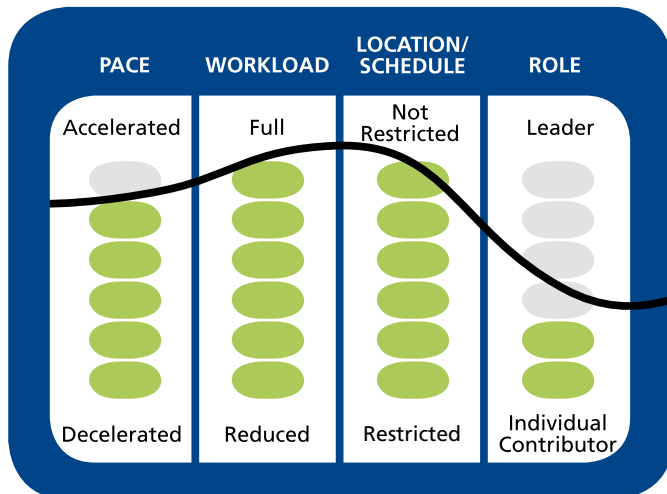 PACE
WORKLOAD
LOCATION/
SCHEDULE
ROLE
Accelerated
Full
Not
Restricted
Leader
Decelerated
Reduced
Restricted
Individual
Contributor